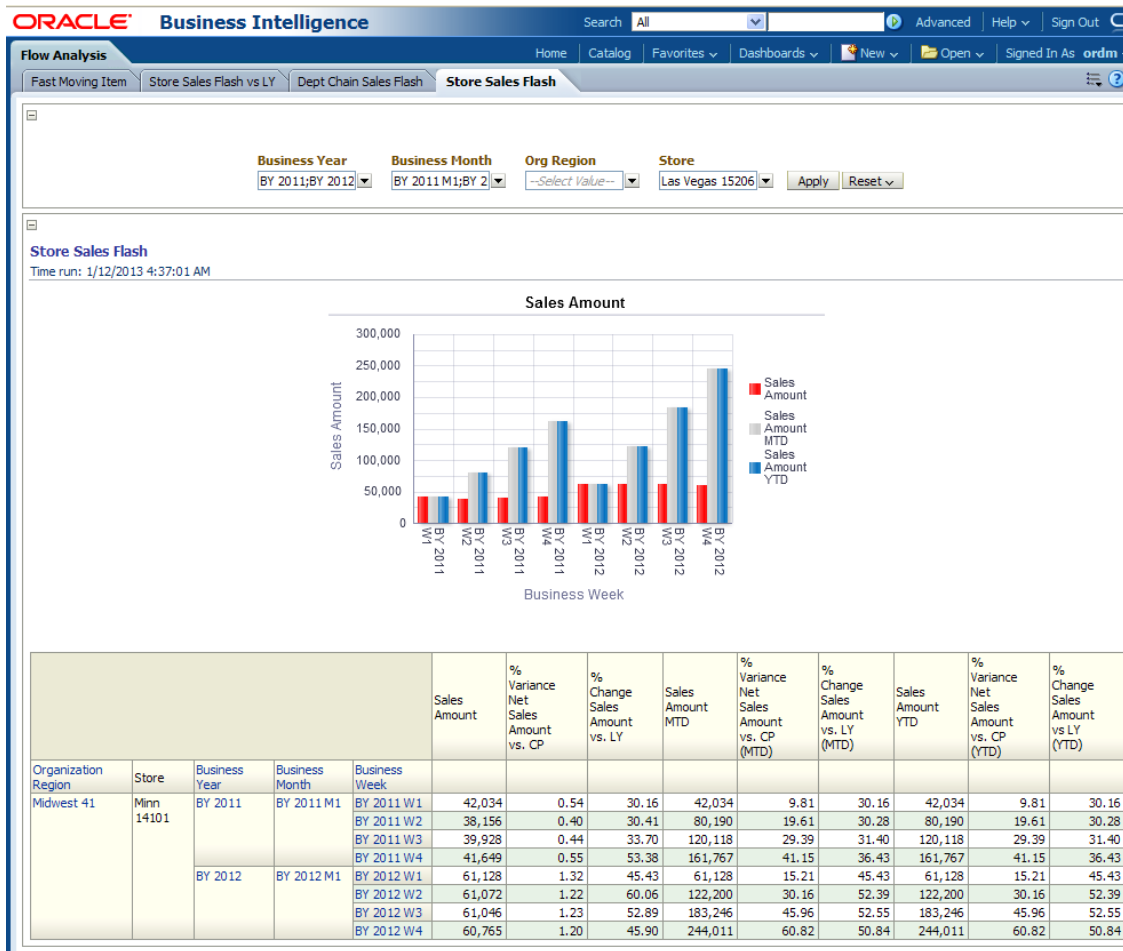 ORACLE Business Intelligence
Search All Advanced Help Sign Out
Flow Analysis
Home Catalog Favorites Dashboards New Open Signed In As ordm
Fast Moving Item Store Sales Flash vs LY Dept Chain Sales Flash Store Sales Flash
Business Year Business Month Org Region Store
BY 2011;BY 2012 BY 2011 M1;BY 2 --Select Value-- Las Vegas 15206 Apply Reset
Store Sales Flash
Time run: 1/12/2013 4:37:01 AM
Sales Amount
300,000
250,000
200,000
150,000
100,000
50,000
0
Sales Amount
BY 2011 W1
BY 2011 W2
BY 2011 W3
BY 2011 W4
BY 2012 W1
BY 2012 W2
BY 2012 W3
BY 2012 W4
Business Week
Sales
Amount
Sales
Amount
MTD
Sales
Amount
YTD
Sales Amount
% Variance Net Sales Amount vs. CP
% Change Sales Amount vs. LY
Sales Amount MTD
% Variance Net Sales Amount vs. CP (MTD)
% Change Sales Amount vs. LY (MTD)
Sales Amount YTD
% Variance Net Sales Amount vs. CP (YTD)
% Change Sales Amount vs LY (YTD)
Organization Region Store Business Year Business Month Business Week
Midwest 41 Minn 14101 BY 2011 BY 2011 M1 BY 2011 W1 42,034 0.54 30.16 42,034 9.81 30.16 42,034 9.81 30.16
BY 2011 W2 38,156 0.40 30.41 80,190 19.61 30.28 80,190 19.61 30.28
BY 2011 W3 39,928 0.44 33.70 120,118 29.39 31.40 120,118 29.39 31.40
BY 2011 W4 41,649 0.55 53.38 161,767 41.15 36.43 161,767 41.15 36.43
BY 2012 BY 2012 M1 BY 2012 W1 61,128 1.32 45.43 61,128 15.21 45.43 61,128 15.21 45.43
BY 2012 W2 61,072 1.22 60.06 122,200 30.16 52.39 122,200 30.16 52.39
BY 2012 W3 61,046 1.23 52.89 183,246 45.96 52.55 183,246 45.96 52.55
BY 2012 W4 60,765 1.20 45.90 244,011 60.82 50.84 244,011 60.82 50.84